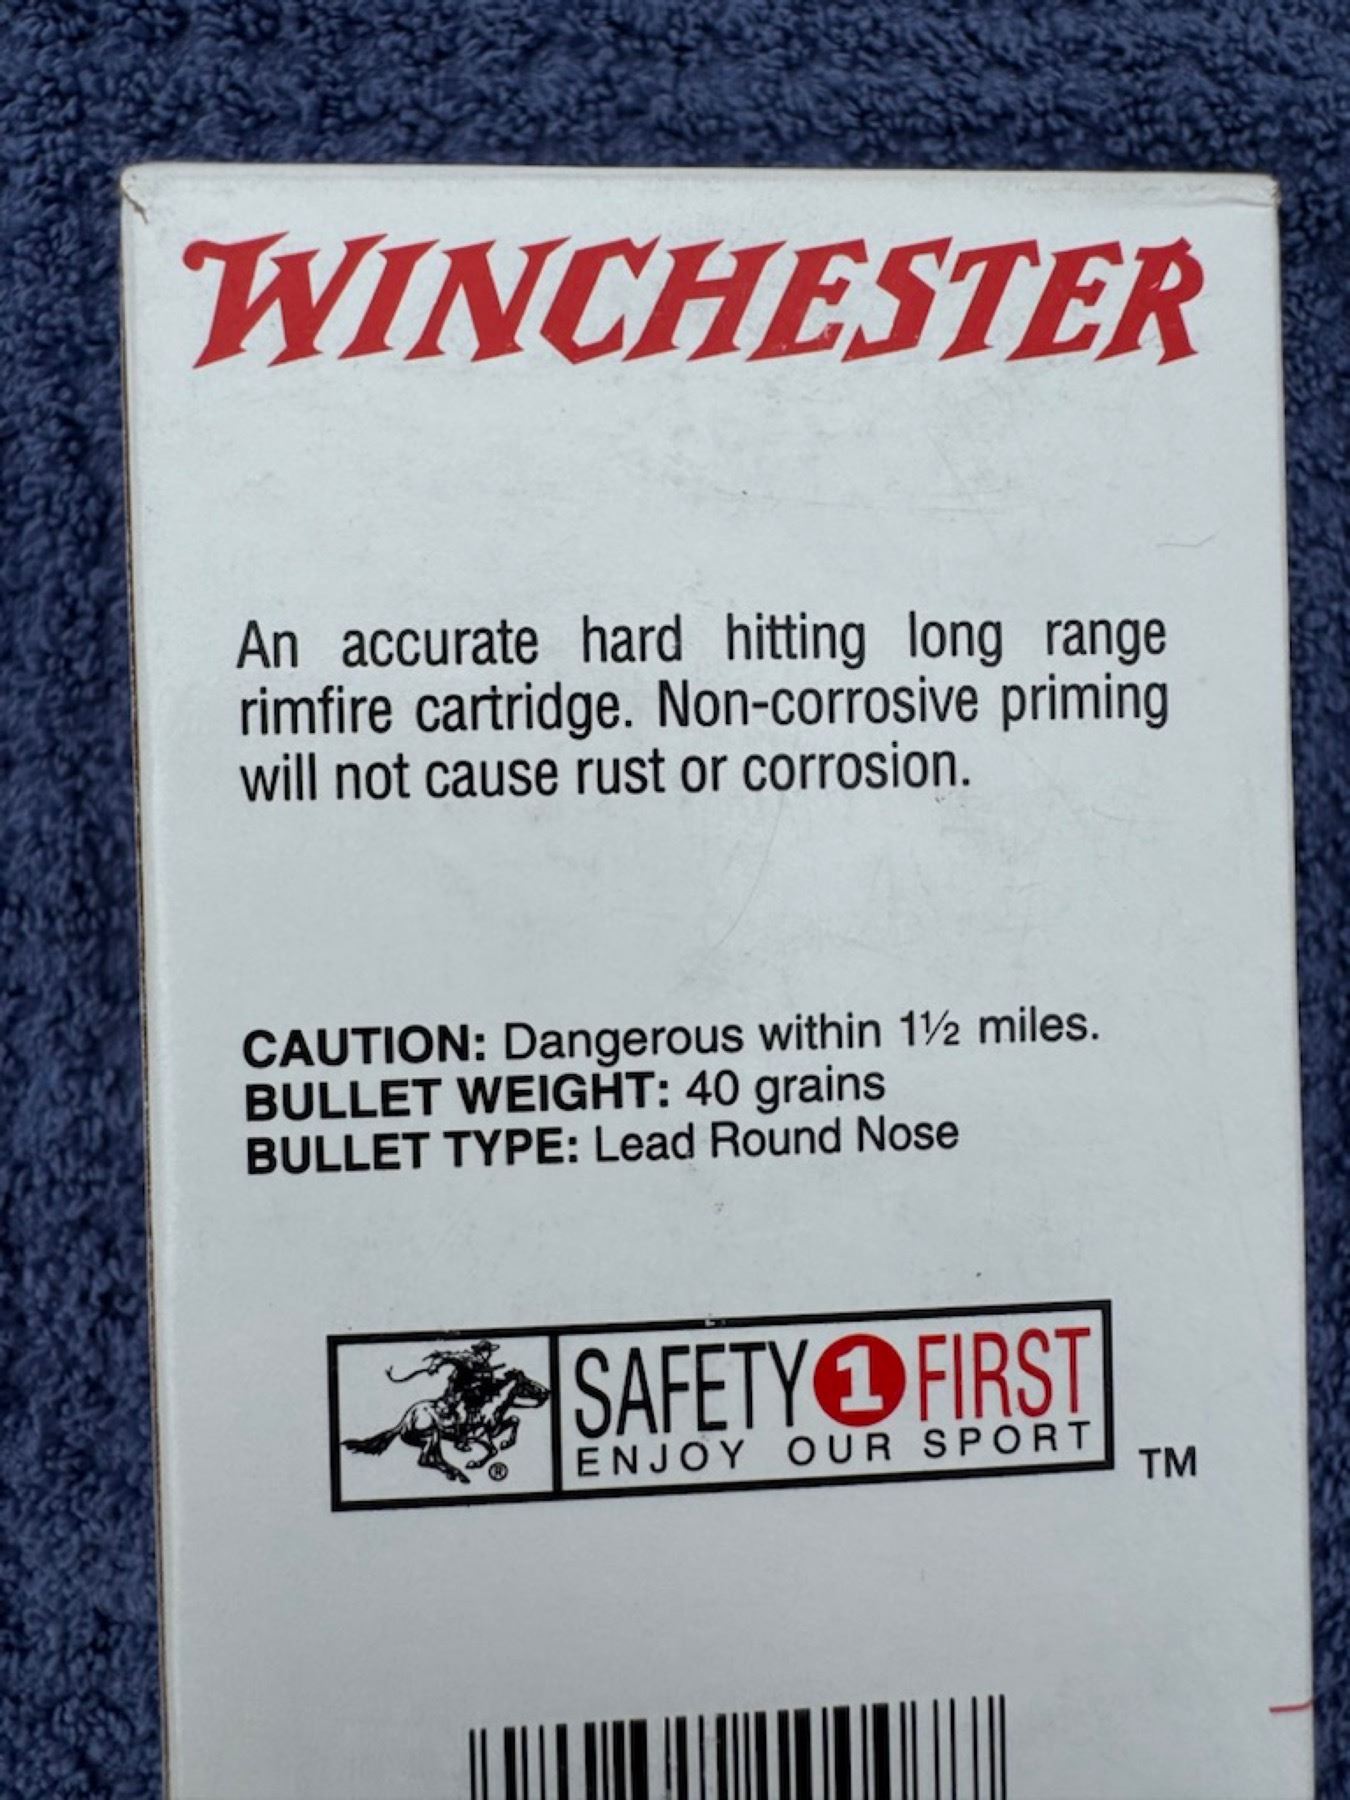 WINCHESTER
An accurate hard hitting long range
rimfire cartridge. Non-corrosive priming
will not cause rust or corrosion.
CAUTION: Dangerous within 1½ miles.
BULLET WEIGHT: 40 grains
BULLET TYPE: Lead Round Nose
SAFETY 1 FIRST
ENJOY OUR SPORT
® TM